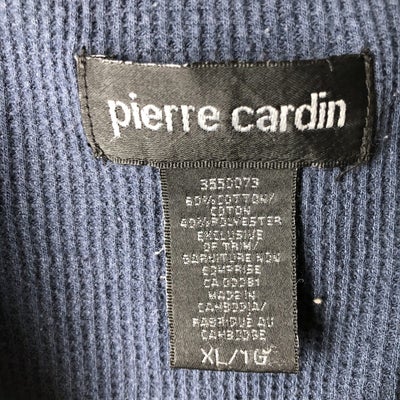 pierre cardin
3550073
60%COTTON/
COTON
40%POLYESTER
EXCLUSIVE
OF TRIM/
GARNITURE NON
COMPRISE
CA 00081
MADE IN
CAMBODIA/
FABRIQUÉ AU
CAMBODGE
XL/TG